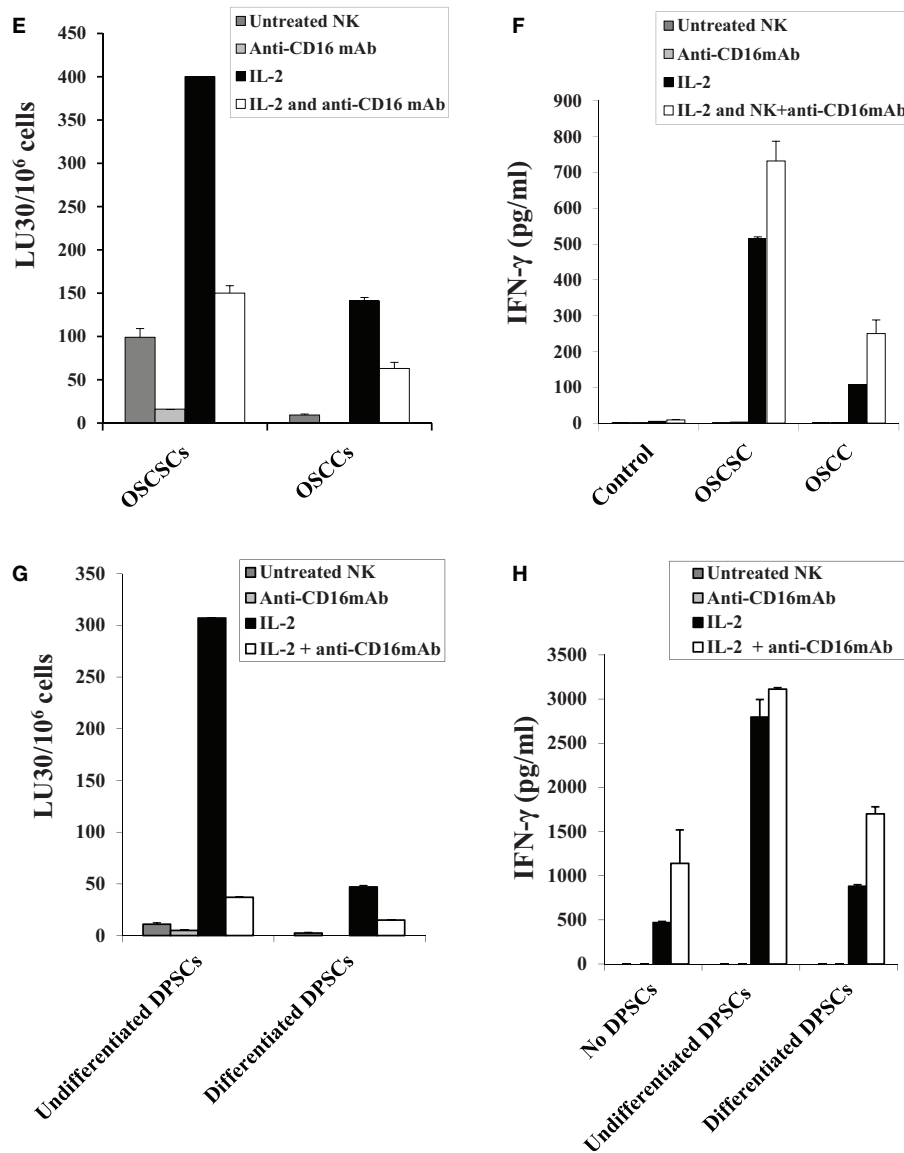 E
Untreated NK
Anti-CD16 mAb
IL-2
IL-2 and anti-CD16 mAb
LU30/10⁶ cells
450
400
350
300
250
200
150
100
50
0
OSCSCs
OSCCs
F
Untreated NK
Anti-CD16mAb
IL-2
IL-2 and NK+anti-CD16mAb
IFN-γ (pg/ml)
900
800
700
600
500
400
300
200
100
0
Control
OSCSC
OSCC
G
Untreated NK
Anti-CD16mAb
IL-2
IL-2 + anti-CD16mAb
LU30/10⁶ cells
350
300
250
200
150
100
50
0
Undifferentiated DPSCs
Differentiated DPSCs
H
Untreated NK
Anti-CD16mAb
IL-2
IL-2 + anti-CD16mAb
IFN-γ (pg/ml)
3500
3000
2500
2000
1500
1000
500
0
No DPSCs
Undifferentiated DPSCs
Differentiated DPSCs